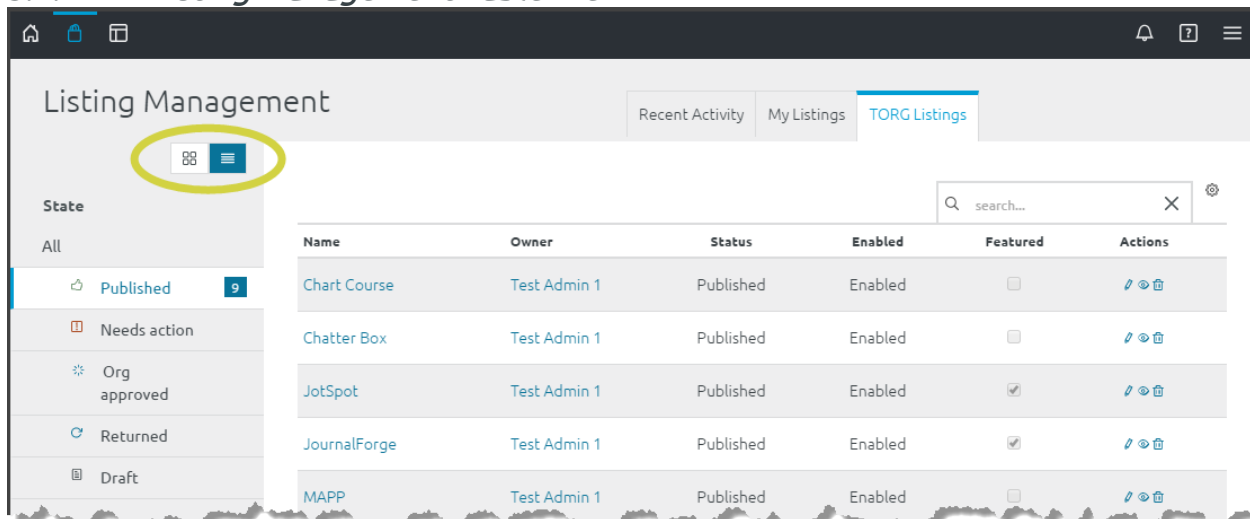 Listing Management
Recent Activity
My Listings
TORG Listings
search...
State
All
Published 9
Needs action
Org
approved
Returned
Draft
Name Owner Status Enabled Featured Actions
Chart Course Test Admin 1 Published Enabled
Chatter Box Test Admin 1 Published Enabled
JotSpot Test Admin 1 Published Enabled
JournalForge Test Admin 1 Published Enabled
MAPP Test Admin 1 Published Enabled